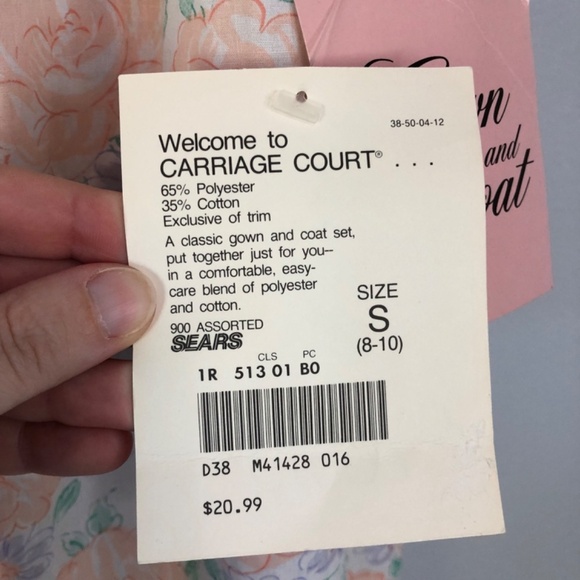 38-50-04-12
Welcome to
CARRIAGE COURT® . . .
65% Polyester
35% Cotton
Exclusive of trim
A classic gown and coat set,
put together just for you--
in a comfortable, easy-
care blend of polyester
and cotton.
900 ASSORTED
SEARS
SIZE
S
(8-10)
CLS PC
1R 513 01 BO
D38 M41428 016
$20.99
and